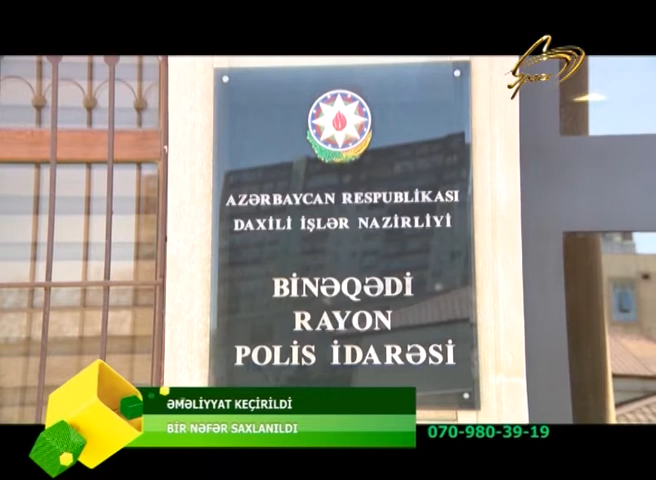 Space
AZƏRBAYCAN RESPUBLİKASI
DAXİLİ İŞLƏR NAZİRLİYİ
BİNƏQƏDİ
RAYON
POLİS İDARƏSİ
ƏMƏLİYYAT KEÇİRİLDİ
BİR NƏFƏR SAXLANILDI
070-980-39-19